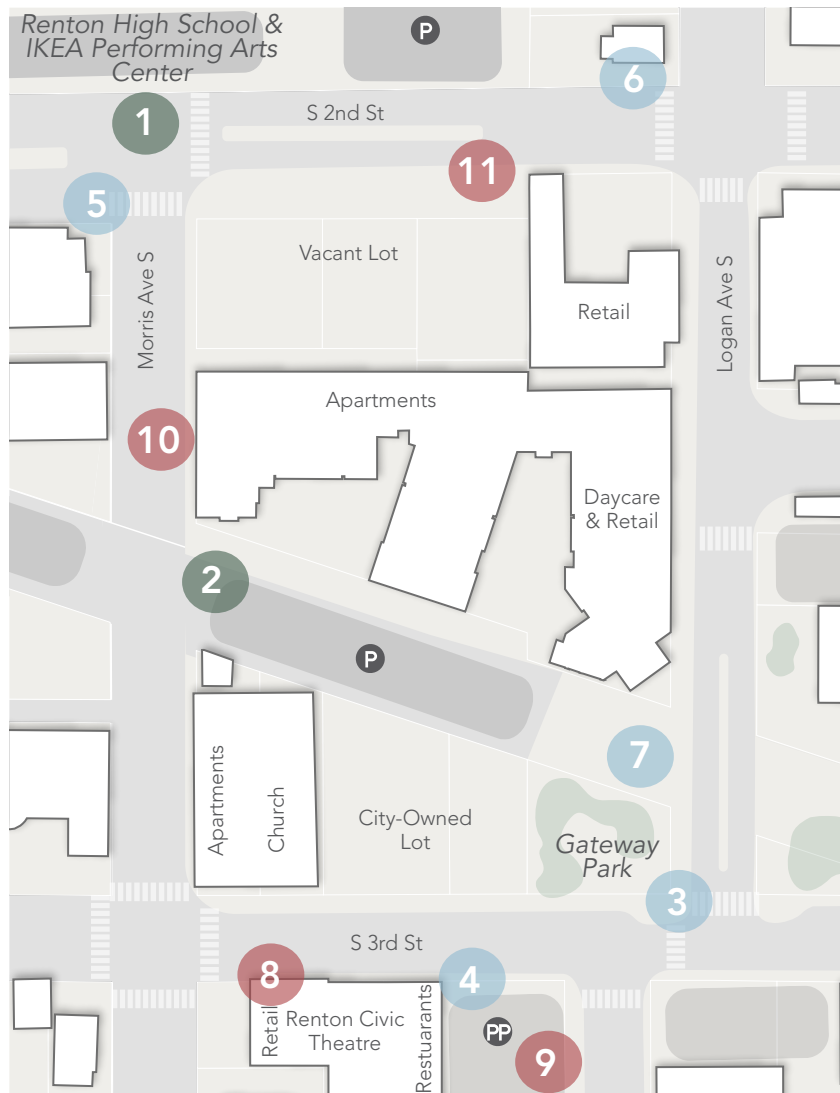 Renton High School &
IKEA Performing Arts
Center
P
6
1
S 2nd St
11
5
Vacant Lot
Morris Ave S
Logan Ave S
Retail
Apartments
10
Daycare
& Retail
2
P
7
Apartments
Church
City-Owned
Lot
Gateway
Park
3
S 3rd St
8
4
Retail
Renton Civic
Theatre
Restuarants
PP
9